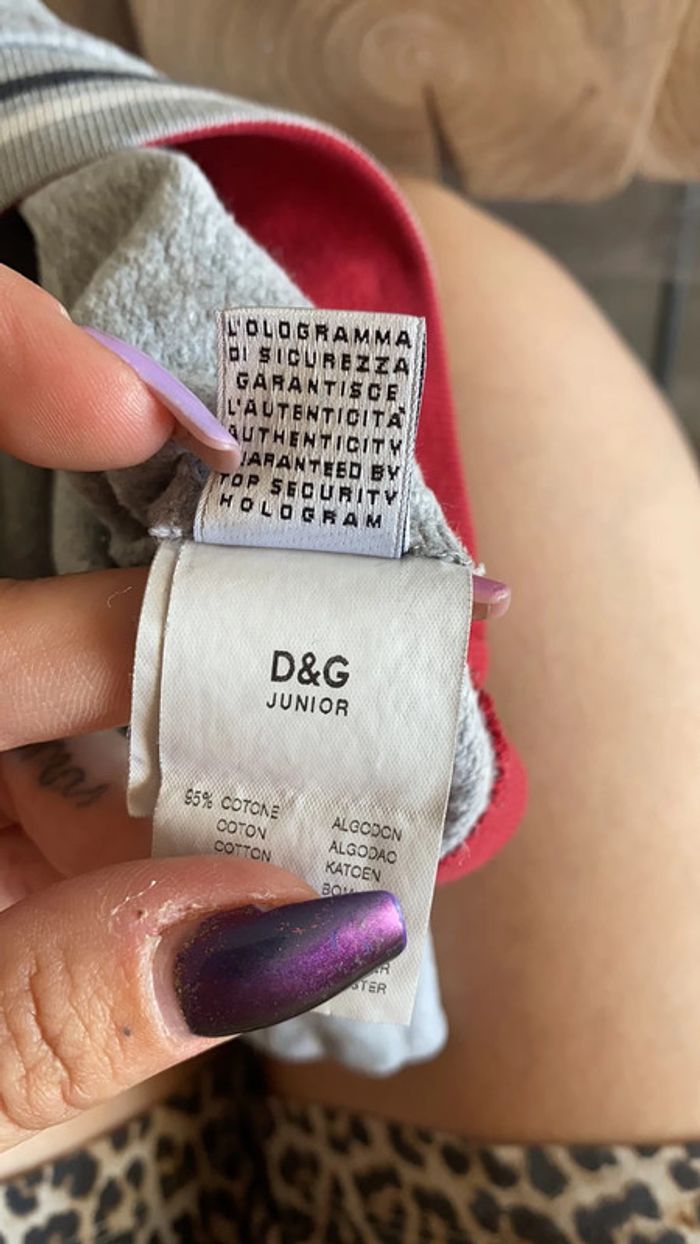 L'OLOGRAMMA
DI SICUREZZA
GARANTISCE
L'AUTENTICITÀ
AUTHENTICITY
GUARANTEED BY
TOP SECURITY
HOLOGRAM
D&G
JUNIOR
95% COTONE
COTON
COTTON
ALGODON
ALGODAO
KATOEN